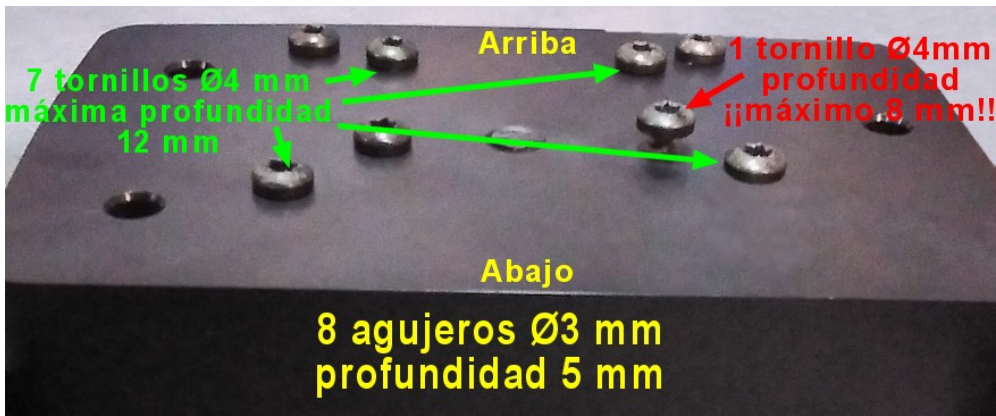 Arriba
7 tornillos Ø4 mm
máxima profundidad
12 mm
1 tornillo Ø4mm
profundidad
¡¡máximo 8 mm!!
Abajo
8 agujeros Ø3 mm
profundidad 5 mm